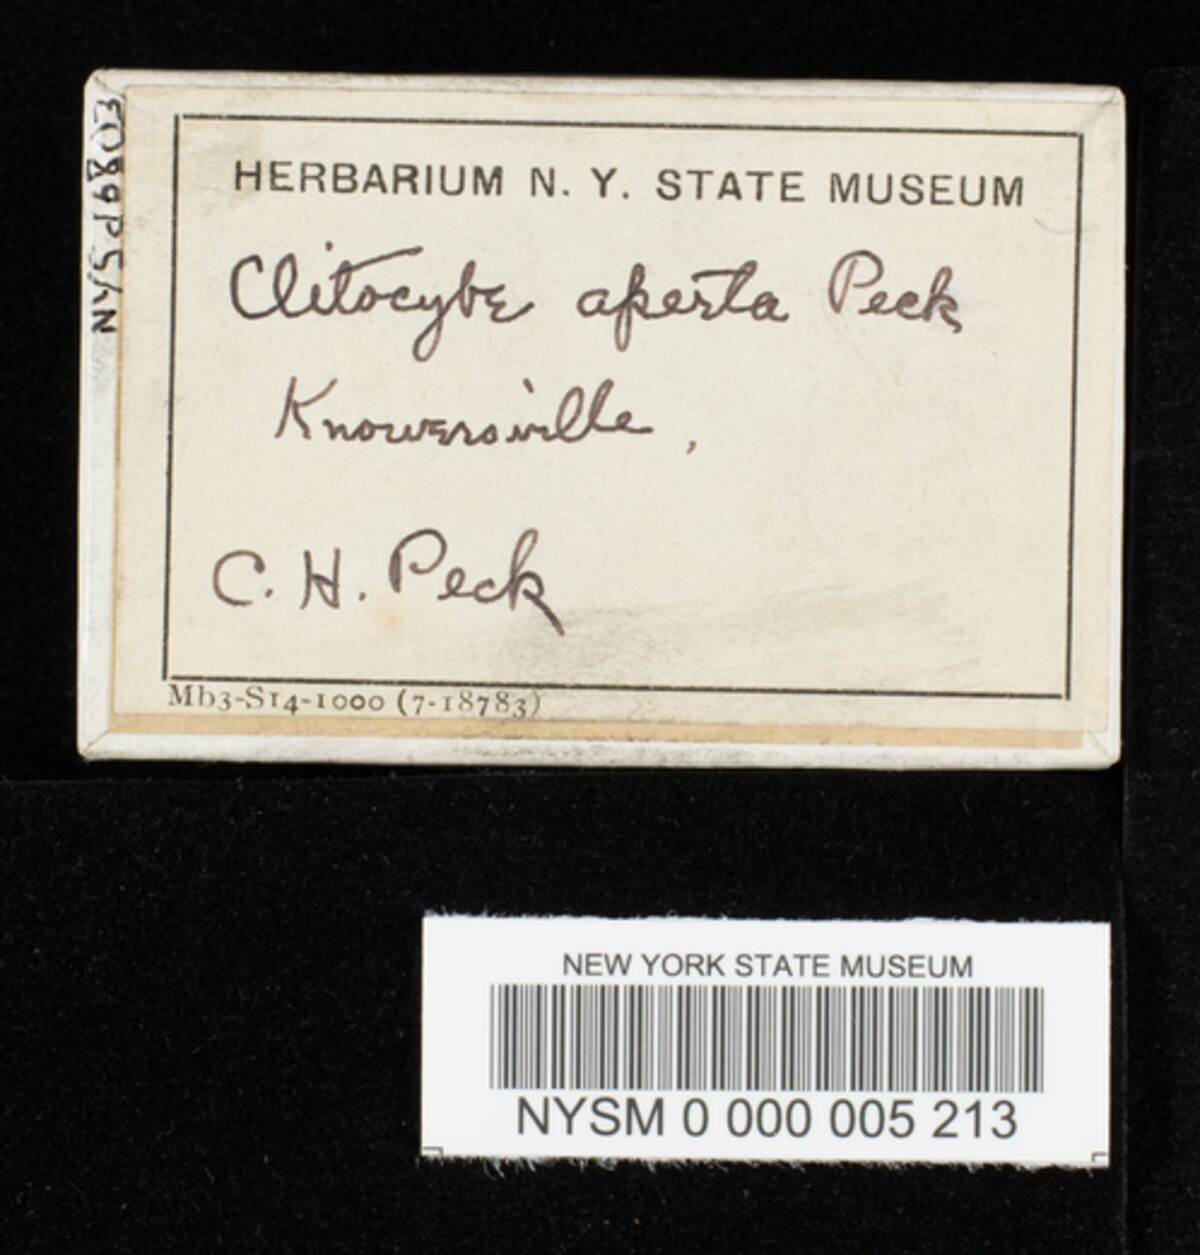 HERBARIUM N. Y. STATE MUSEUM
Clitocybe aperta Peck
Knowersville,
C. H. Peck
Mb3-S14-1000 (7-18783)
NEW YORK STATE MUSEUM
NYSM 0 000 005 213